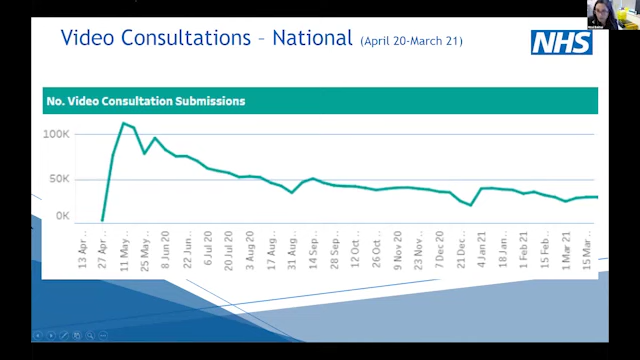 Video Consultations – National (April 20-March 21)
NHS
No. Video Consultation Submissions
100K
50K
0K
13 Apr ..
27 Apr ..
11 May ..
25 May ..
8 Jun 20
22 Jun ..
6 Jul 20
20 Jul 20
3 Aug 20
17 Aug ..
31 Aug ..
14 Sep ..
28 Sep ..
12 Oct ..
26 Oct ..
9 Nov 20
23 Nov ..
7 Dec 20
21 Dec ..
4 Jan 21
18 Jan ..
1 Feb 21
15 Feb ..
1 Mar 21
15 Mar ..